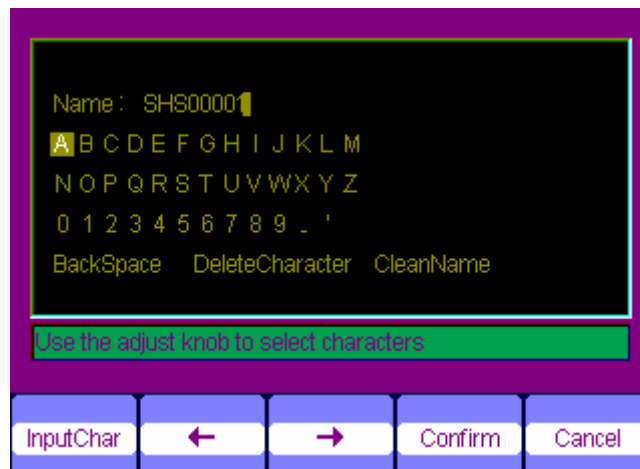 Name: SHS00001
A B C D E F G H I J K L M
N O P Q R S T U V W X Y Z
0 1 2 3 4 5 6 7 8 9 - '
BackSpace DeleteCharacter CleanName
Use the adjust knob to select characters
InputChar ← → Confirm Cancel